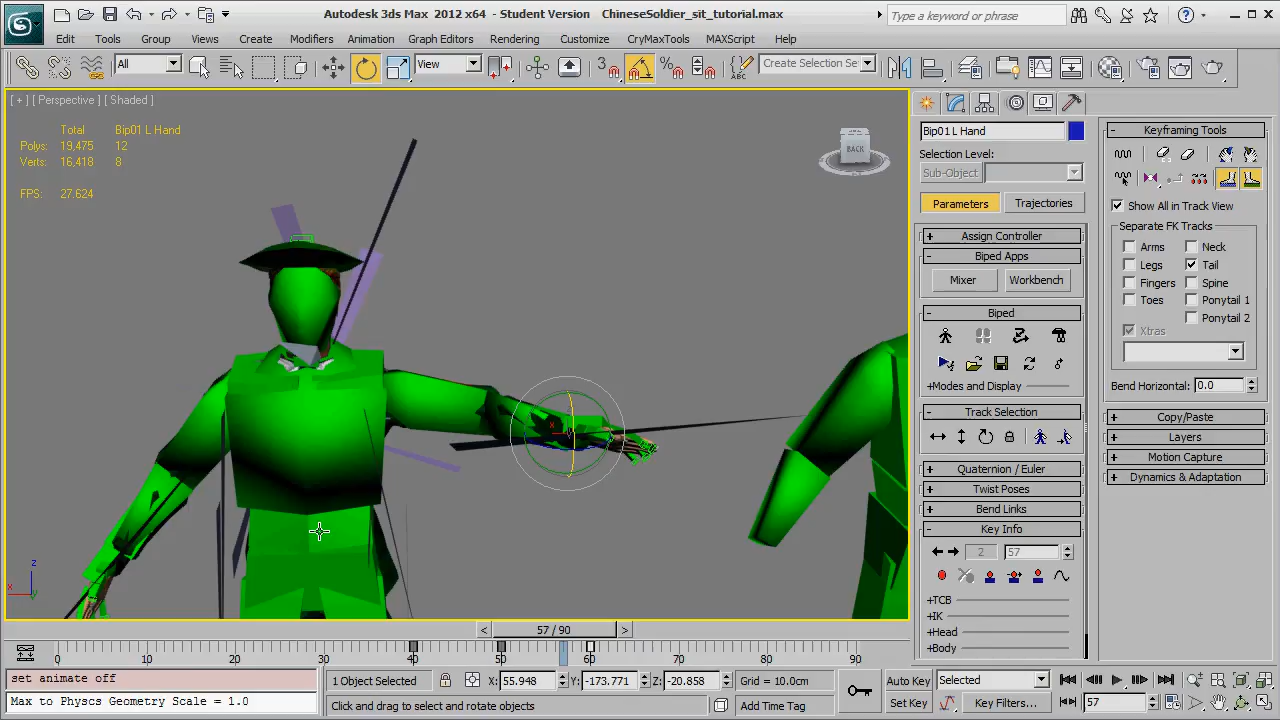 Autodesk 3ds Max 2012 x64 - Student Version ChineseSoldier_sit_tutorial.max
Type a keyword or phrase
Edit Tools Group Views Create Modifiers Animation Graph Editors Rendering Customize CryMaxTools MAXScript Help
All View 3 Create Selection Se
[ + ] [ Perspective ] [ Shaded ]
Total Bip01 L Hand
Polys: 19,475 12
Verts: 16,418 8
FPS: 27.624
BACK
x
z
x
y
Bip01 L Hand
Selection Level:
Sub-Object
Parameters Trajectories
+ Assign Controller
- Biped Apps
Mixer Workbench
- Biped
+Modes and Display
- Track Selection
+ Quaternion / Euler
+ Twist Poses
+ Bend Links
- Key Info
2 57
+TCB
+IK
+Head
+Body
- Keyframing Tools
Show All in Track View
Separate FK Tracks
Arms Neck
Legs Tail
Fingers Spine
Toes Ponytail 1
Ponytail 2
Xtras
Bend Horizontal: 0.0
+ Copy/Paste
+ Layers
+ Motion Capture
+ Dynamics & Adaptation
< 57 / 90 >
0 10 20 30 40 50 60 70 80 90
set animate off
Max to Physcs Geometry Scale = 1.0
1 Object Selected X: 55.948 Y: -173.771 Z: -20.858 Grid = 10.0cm
Click and drag to select and rotate objects Add Time Tag
Auto Key Selected
Set Key Key Filters... 57